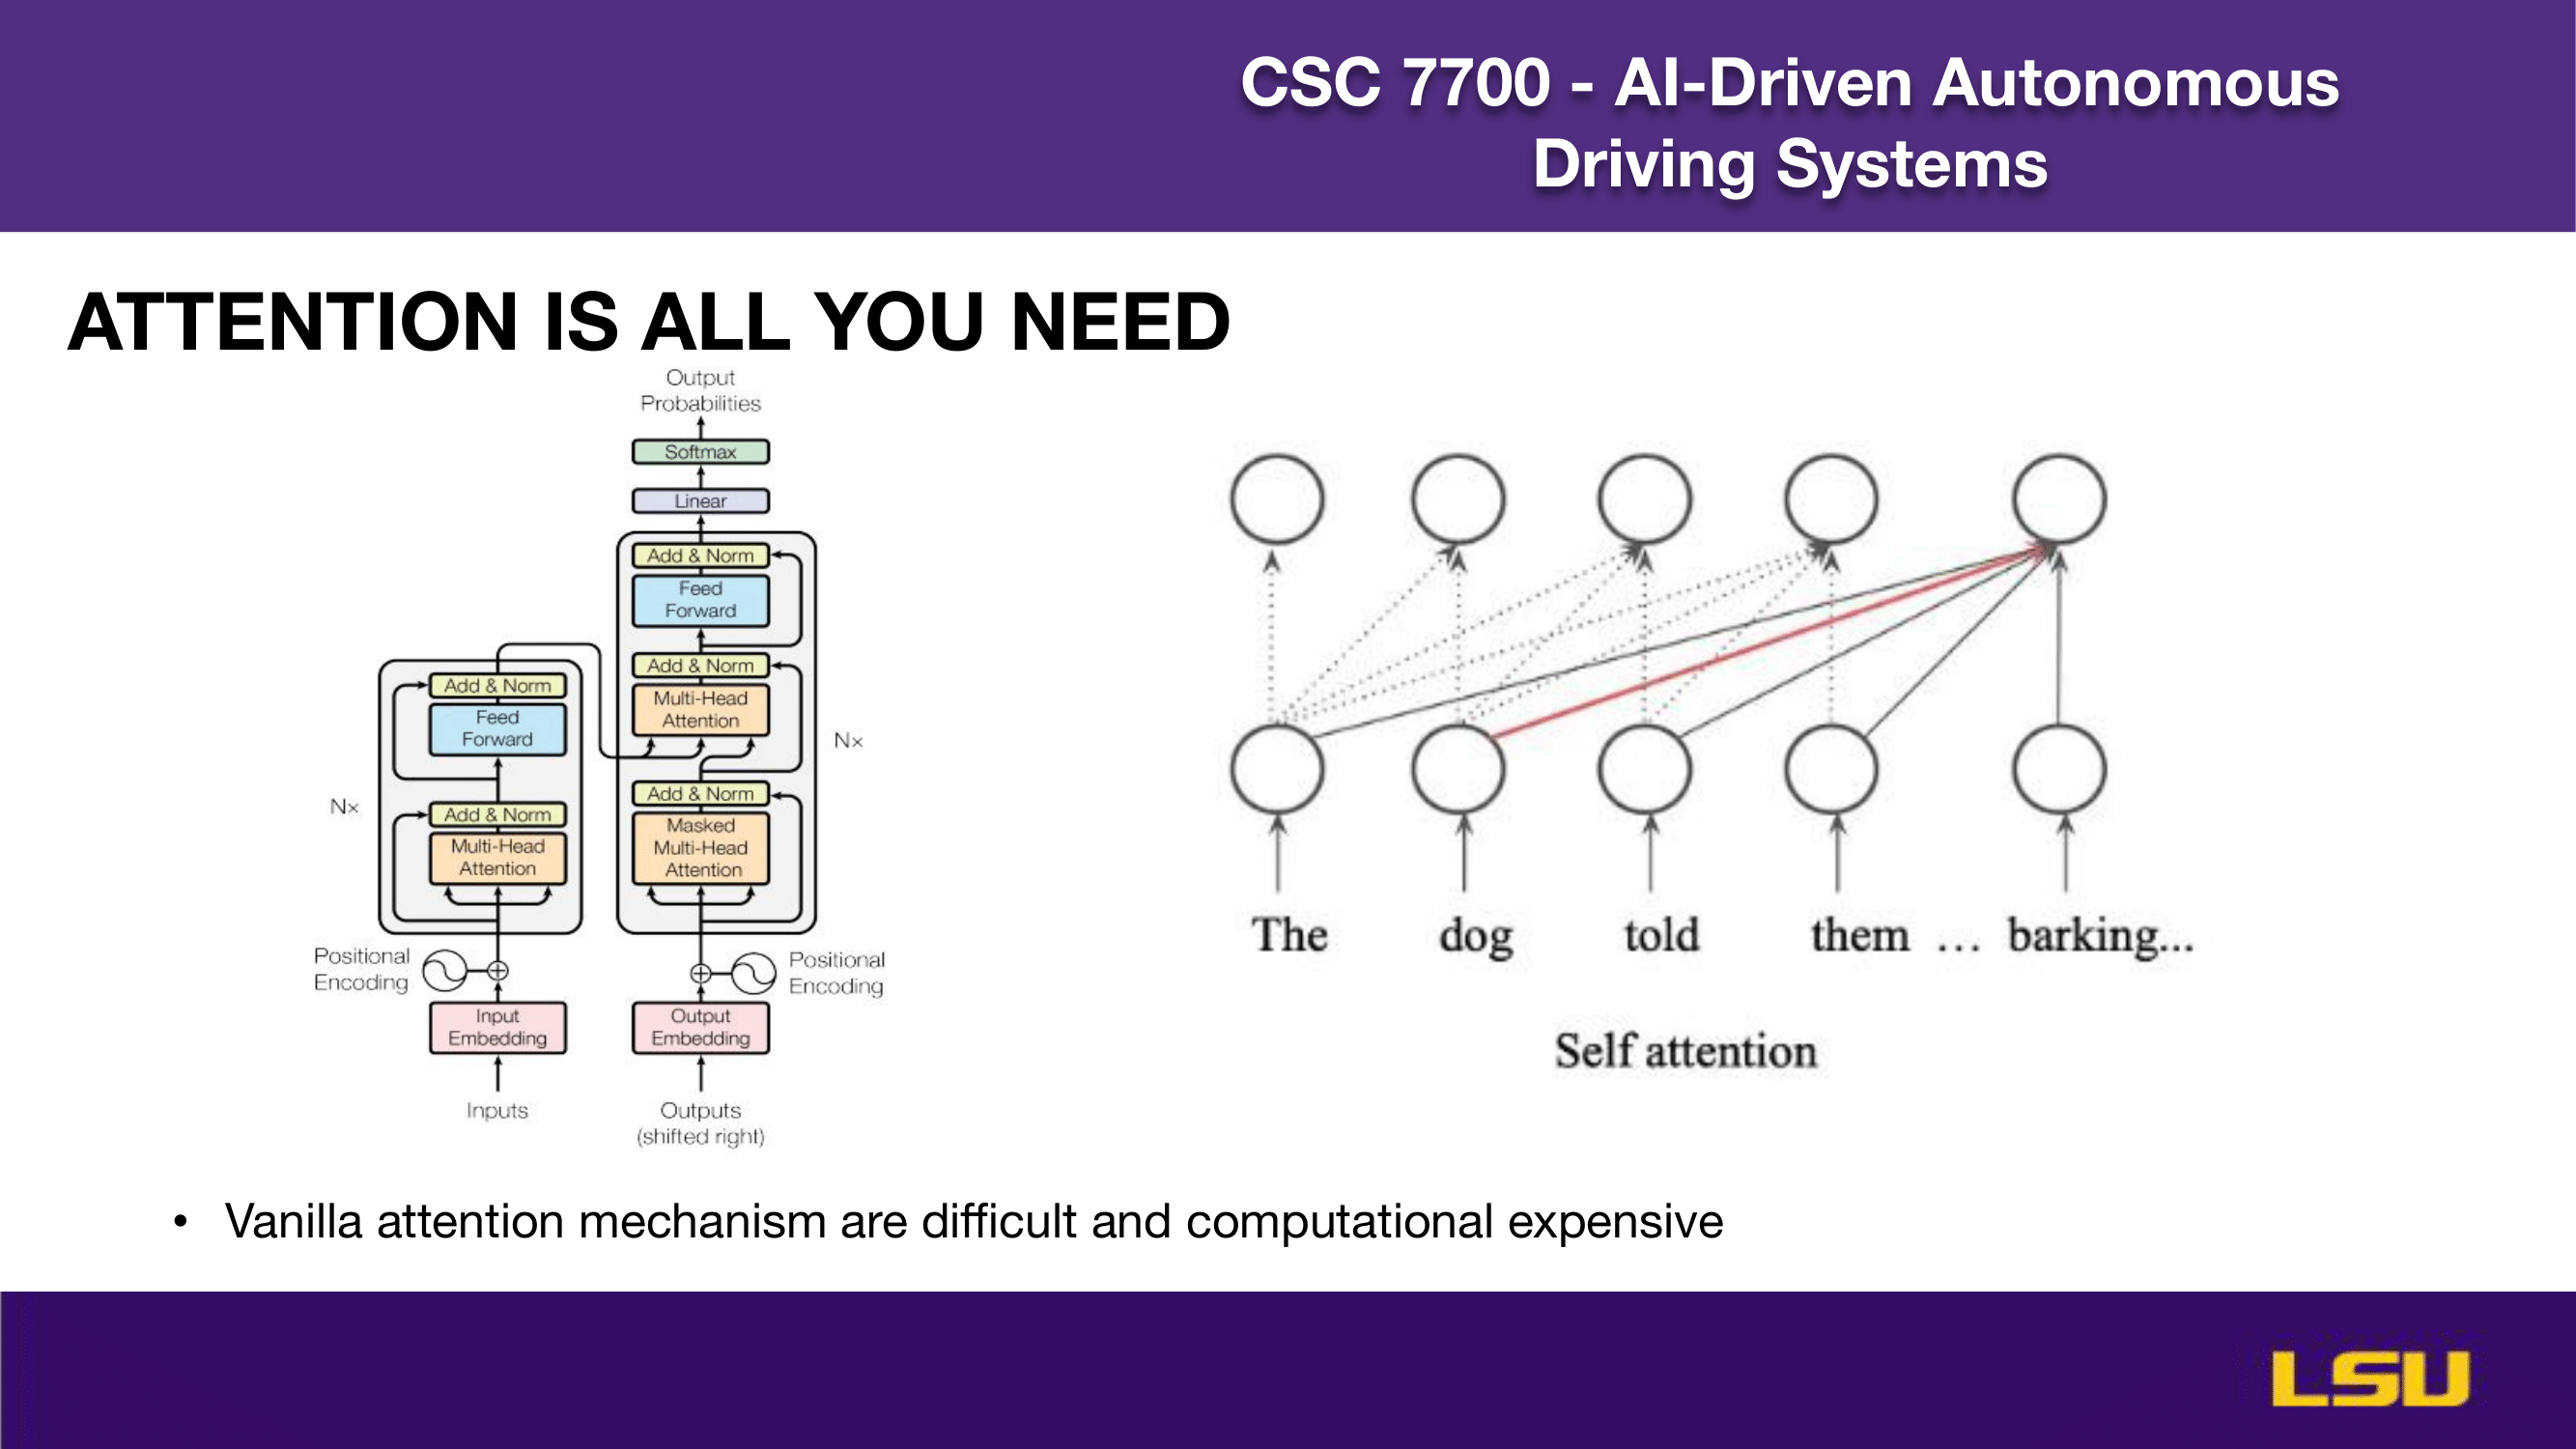 CSC 7700 - AI-Driven Autonomous
Driving Systems
ATTENTION IS ALL YOU NEED
Output
Probabilities
Softmax
Linear
Add & Norm
Feed
Forward
Add & Norm
Multi-Head
Attention
Nx
Add & Norm
Masked
Multi-Head
Attention
Add & Norm
Feed
Forward
Nx
Add & Norm
Multi-Head
Attention
Positional
Encoding
Positional
Encoding
Input
Embedding
Output
Embedding
Inputs
Outputs
(shifted right)
The dog told them ... barking...
Self attention
• Vanilla attention mechanism are difficult and computational expensive
LSU